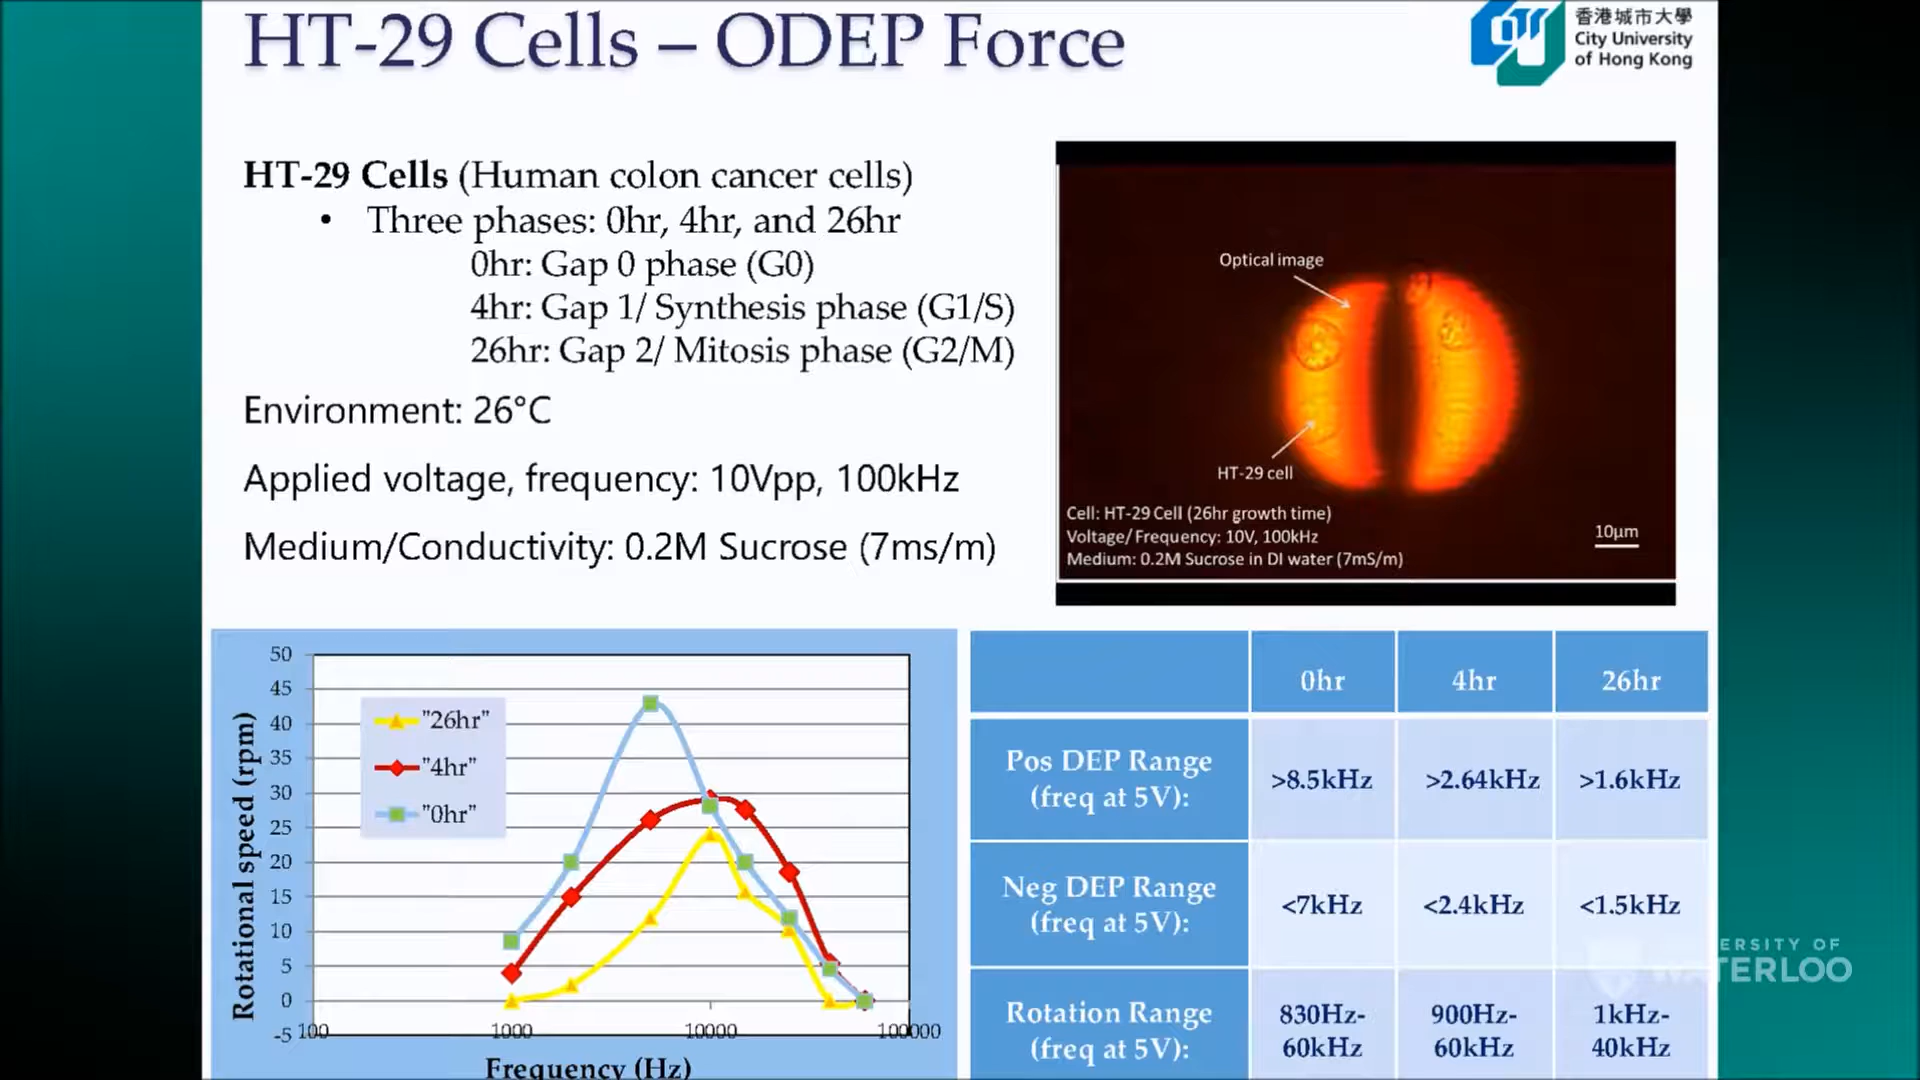 HT-29 Cells – ODEP Force
香港城市大學
City University
of Hong Kong
HT-29 Cells (Human colon cancer cells)
• Three phases: 0hr, 4hr, and 26hr
0hr: Gap 0 phase (G0)
4hr: Gap 1/ Synthesis phase (G1/S)
26hr: Gap 2/ Mitosis phase (G2/M)
Environment: 26°C
Applied voltage, frequency: 10Vpp, 100kHz
Medium/Conductivity: 0.2M Sucrose (7ms/m)
Optical image
HT-29 cell
Cell: HT-29 Cell (26hr growth time)
Voltage/Frequency: 10V, 100kHz
Medium: 0.2M Sucrose in DI water (7mS/m)
10μm
Rotational speed (rpm)
50
45
40
35
30
25
20
15
10
5
0
-5
"26hr"
"4hr"
"0hr"
100 1000 10000 100000
Frequency (Hz)
0hr 4hr 26hr
Pos DEP Range
(freq at 5V):
>8.5kHz >2.64kHz >1.6kHz
Neg DEP Range
(freq at 5V):
<7kHz <2.4kHz <1.5kHz
Rotation Range
(freq at 5V):
830Hz-
60kHz
900Hz-
60kHz
1kHz-
40kHz
OF
WATERLOO